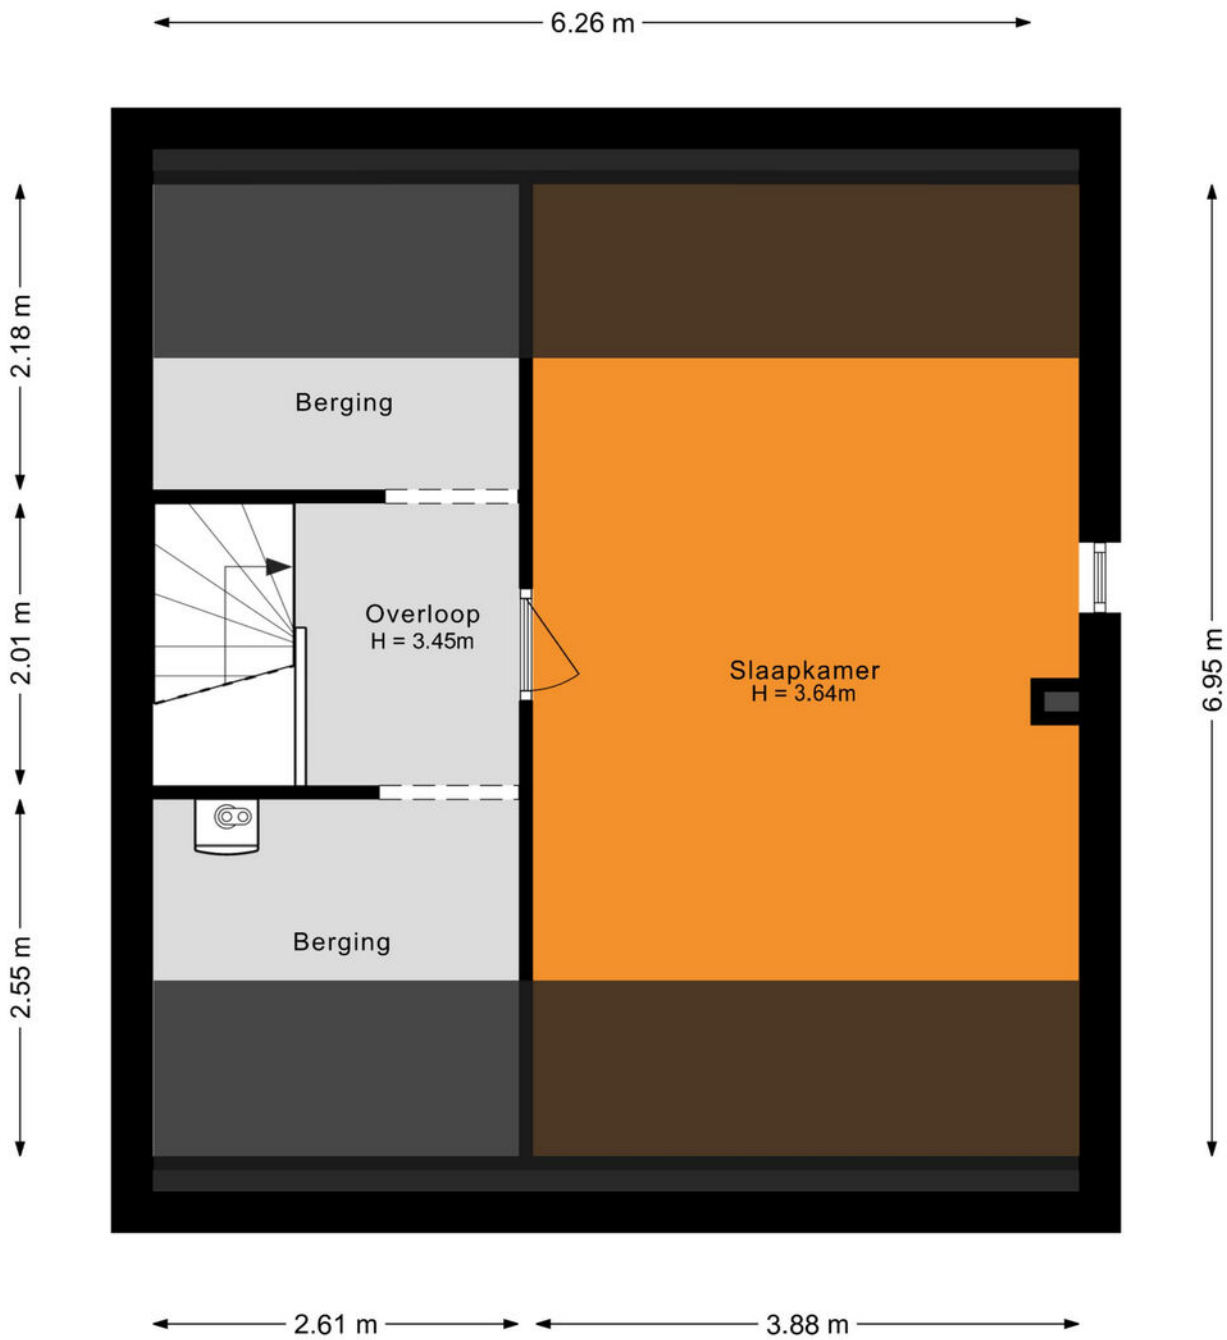 6.26 m
2.18 m
Berging
2.01 m
Overloop
H = 3.45m
Slaapkamer
H = 3.64m
6.95 m
2.55 m
Berging
2.61 m
3.88 m